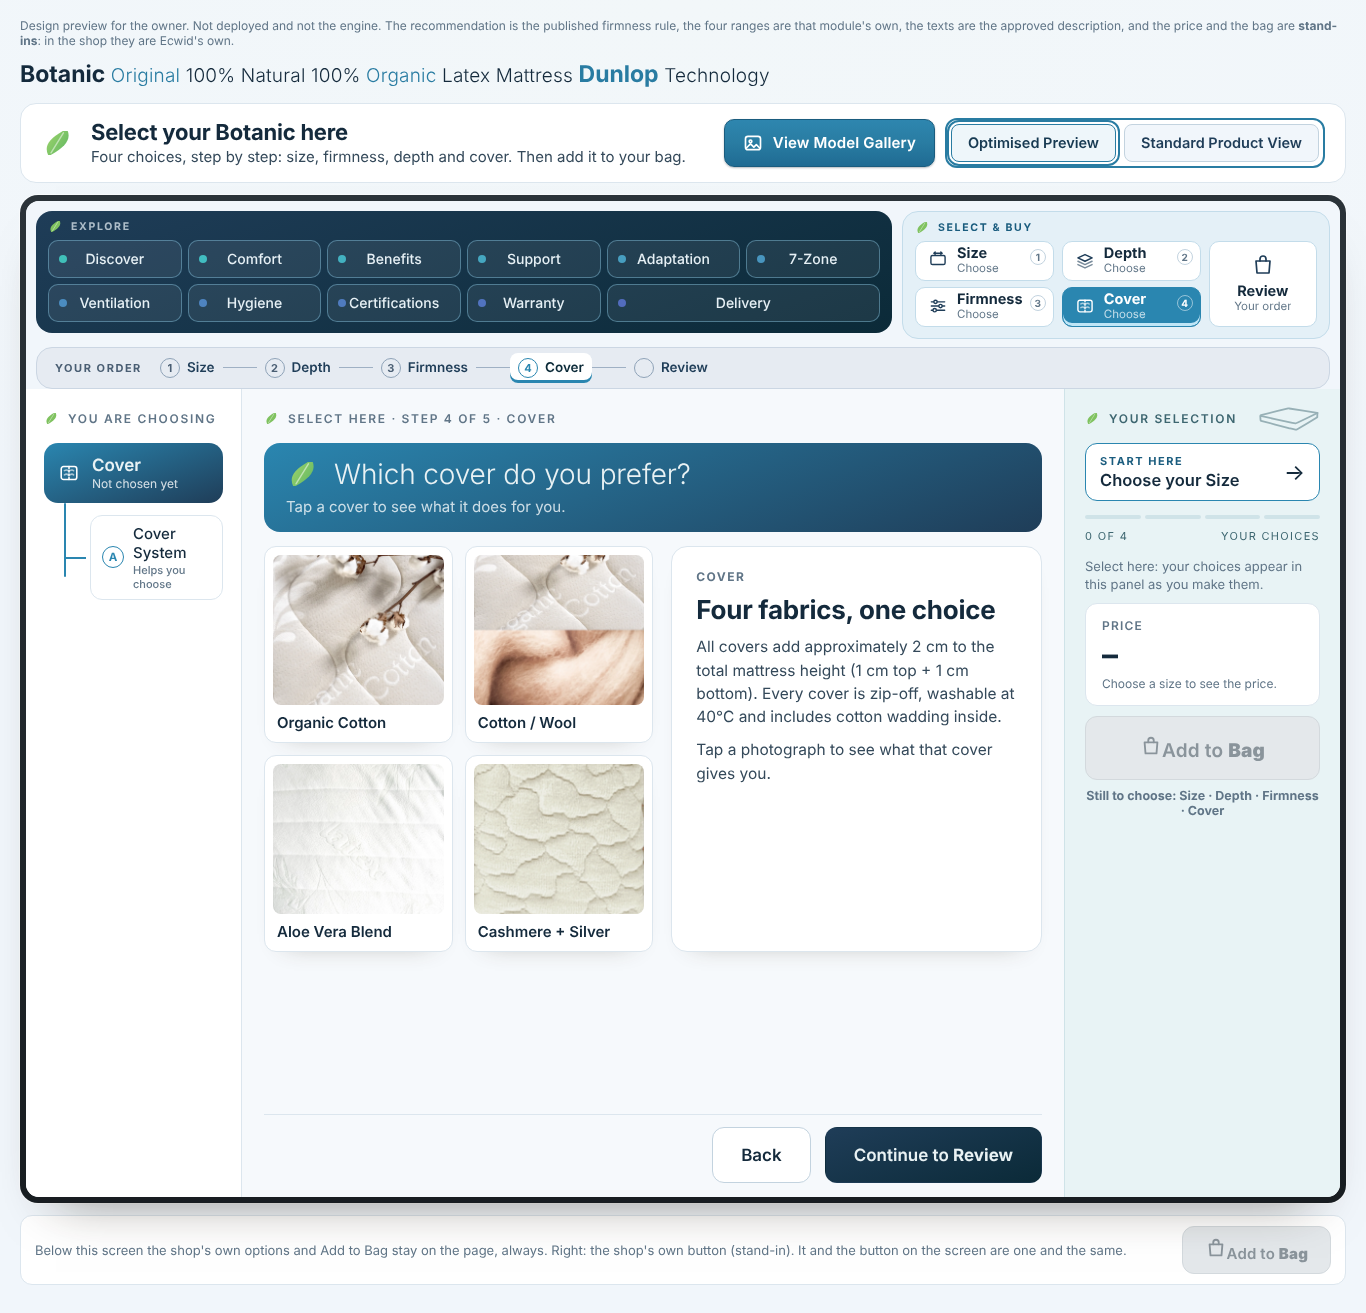 Design preview for the owner. Not deployed and not the engine. The recommendation is the published firmness rule, the four ranges are that module's own, the texts are the approved description, and the price and the bag are stand-
ins: in the shop they are Ecwid's own.
Botanic Original 100% Natural 100% Organic Latex Mattress Dunlop Technology
Select your Botanic here
Four choices, step by step: size, firmness, depth and cover. Then add it to your bag.
View Model Gallery
Optimised Preview
Standard Product View
EXPLORE
Discover
Comfort
Benefits
Support
Adaptation
7-Zone
Ventilation
Hygiene
Certifications
Warranty
Delivery
SELECT & BUY
Size
Choose
1
Depth
Choose
2
Firmness
Choose
3
Cover
Choose
4
Review
Your order
YOUR ORDER
1 Size
2 Depth
3 Firmness
4 Cover
Review
YOU ARE CHOOSING
Cover
Not chosen yet
A
Cover
System
Helps you
choose
SELECT HERE · STEP 4 OF 5 · COVER
Which cover do you prefer?
Tap a cover to see what it does for you.
Organic Cotton
Cotton / Wool
Aloe Vera Blend
Cashmere + Silver
COVER
Four fabrics, one choice
All covers add approximately 2 cm to the
total mattress height (1 cm top + 1 cm
bottom). Every cover is zip-off, washable at
40°C and includes cotton wadding inside.
Tap a photograph to see what that cover
gives you.
Back
Continue to Review
YOUR SELECTION
START HERE
Choose your Size
0 OF 4
YOUR CHOICES
Select here: your choices appear in
this panel as you make them.
PRICE
–
Choose a size to see the price.
Add to Bag
Still to choose: Size · Depth · Firmness
· Cover
Below this screen the shop's own options and Add to Bag stay on the page, always. Right: the shop's own button (stand-in). It and the button on the screen are one and the same.
Add to Bag